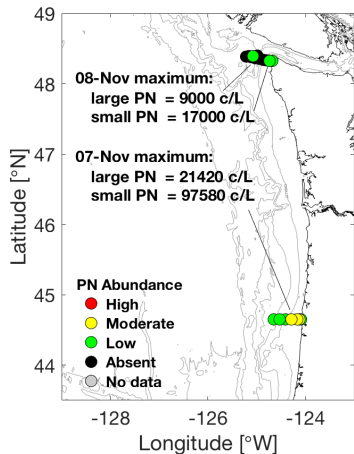 49
48
47
46
45
44
08-Nov maximum:
large PN = 9000 c/L
small PN = 17000 c/L
07-Nov maximum:
large PN = 21420 c/L
small PN = 97580 c/L
PN Abundance
High
Moderate
Low
Absent
No data
Latitude [°N]
-128
-126
-124
-122
Longitude [°W]